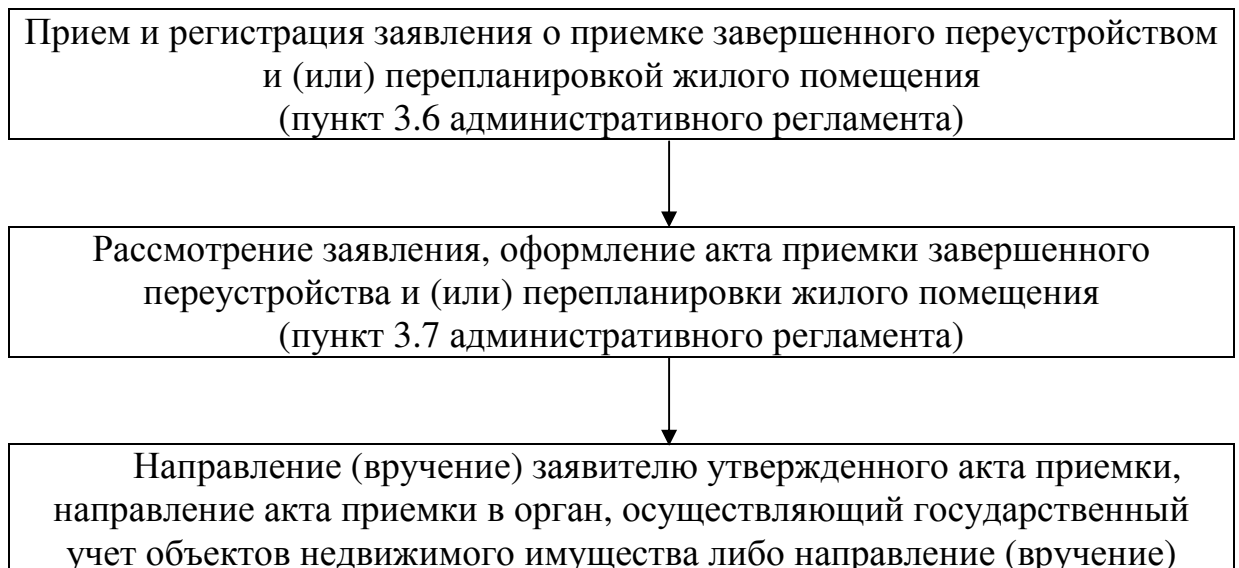 Прием и регистрация заявления о приемке завершенного переустройством
и (или) перепланировкой жилого помещения
(пункт 3.6 административного регламента)
Рассмотрение заявления, оформление акта приемки завершенного
переустройства и (или) перепланировки жилого помещения
(пункт 3.7 административного регламента)
Направление (вручение) заявителю утвержденного акта приемки,
направление акта приемки в орган, осуществляющий государственный
учет объектов недвижимого имущества либо направление (вручение)